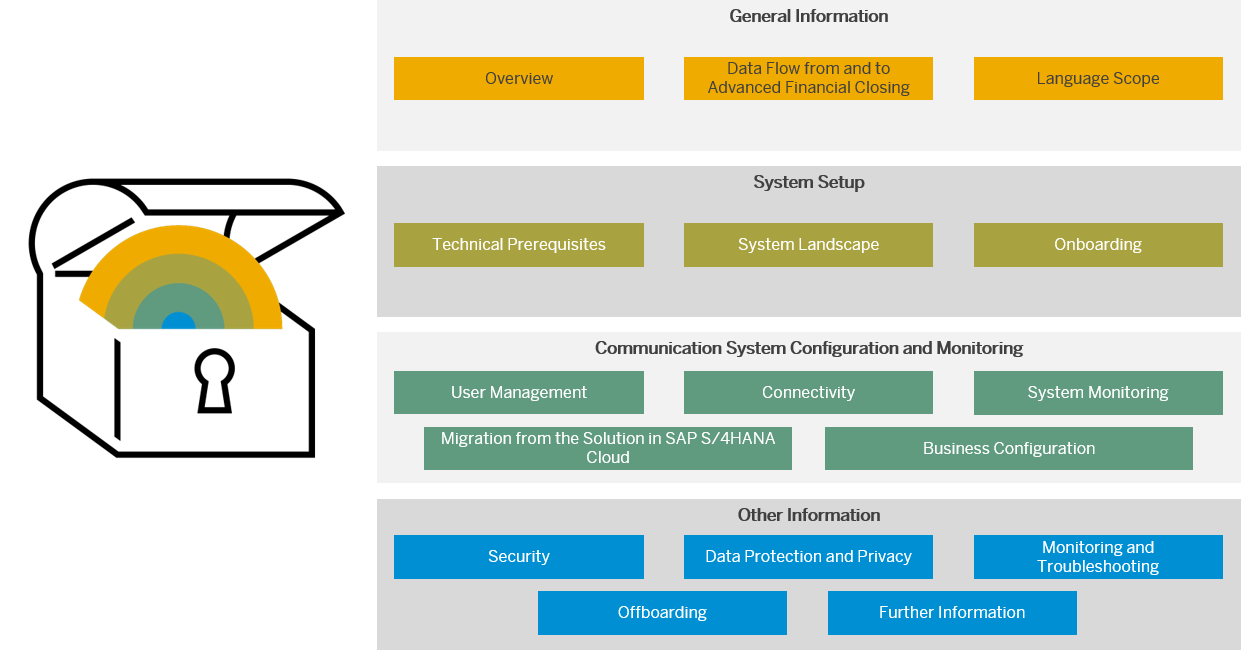 General Information
Overview
Data Flow from and to
Advanced Financial Closing
Language Scope
System Setup
Technical Prerequisites
System Landscape
Onboarding
Communication System Configuration and Monitoring
User Management
Connectivity
System Monitoring
Migration from the Solution in SAP S/4HANA
Cloud
Business Configuration
Other Information
Security
Data Protection and Privacy
Monitoring and
Troubleshooting
Offboarding
Further Information